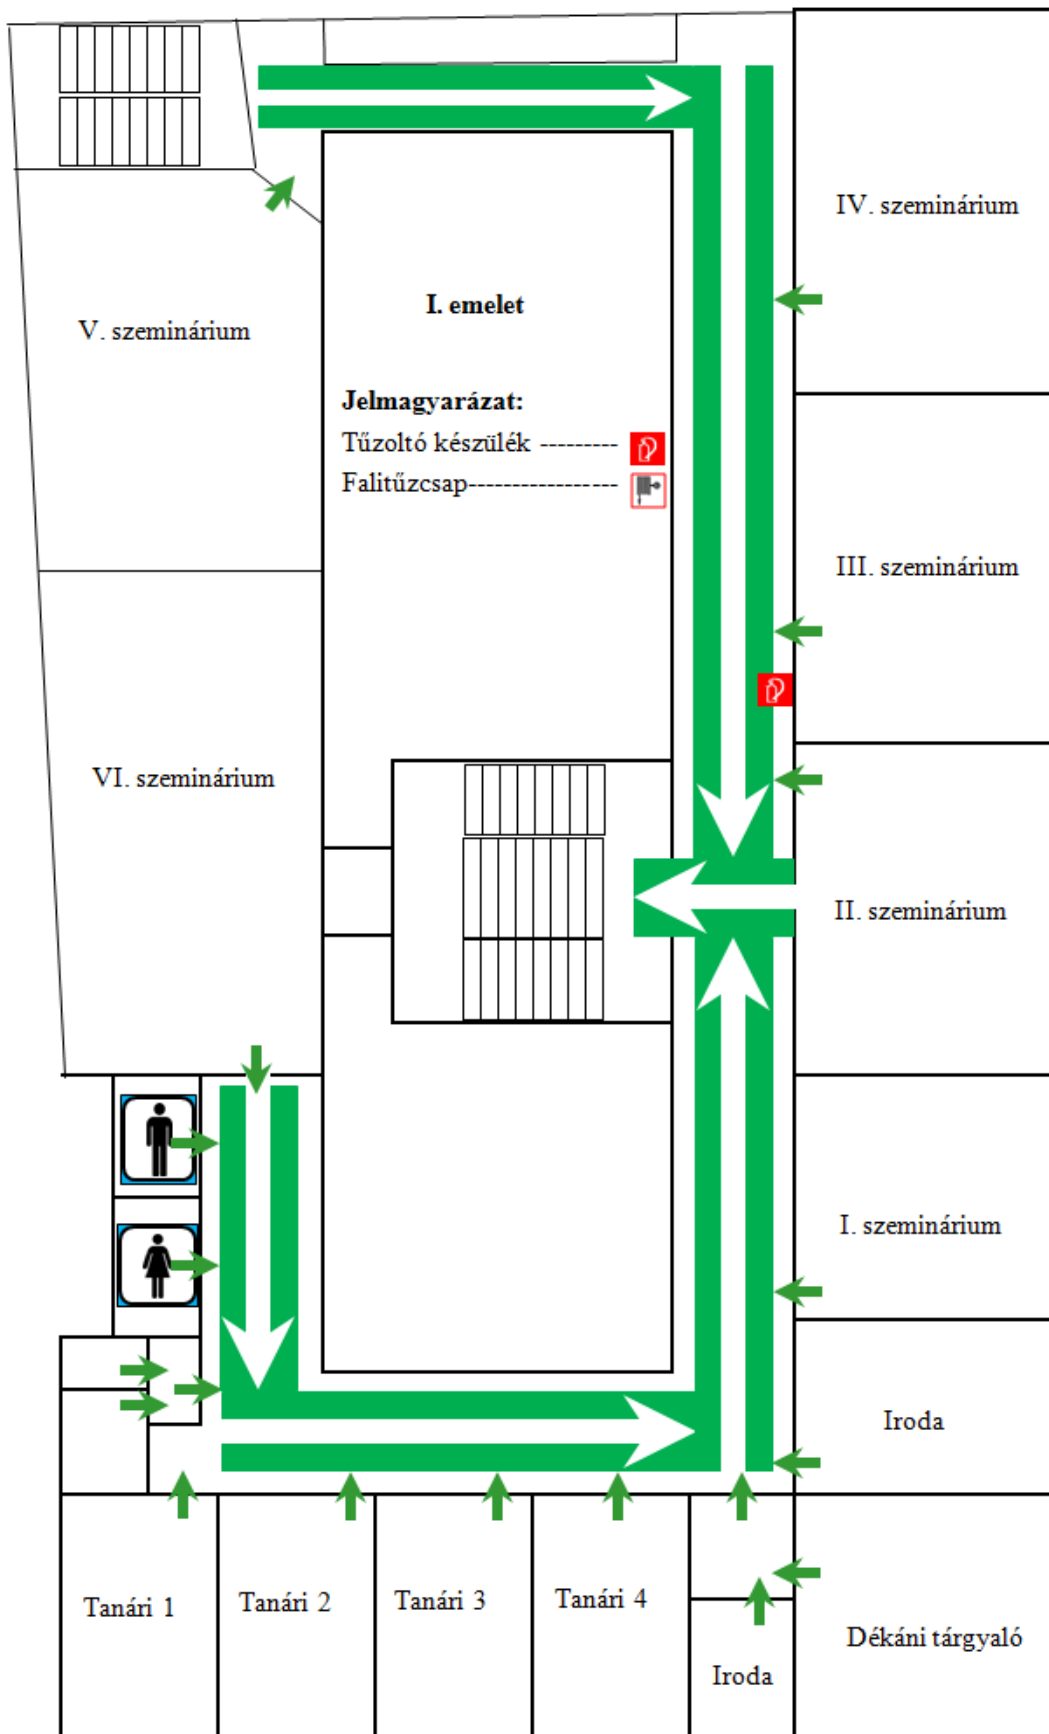 IV. szeminárium
I. emelet
V. szeminárium
Jelmagyarázat:
Tűzoltó készülék ---------
Falitűzcsap-----------------
III. szeminárium
VI. szeminárium
II. szeminárium
I. szeminárium
Iroda
Tanári 1
Tanári 2
Tanári 3
Tanári 4
Dékáni tárgyaló
Iroda